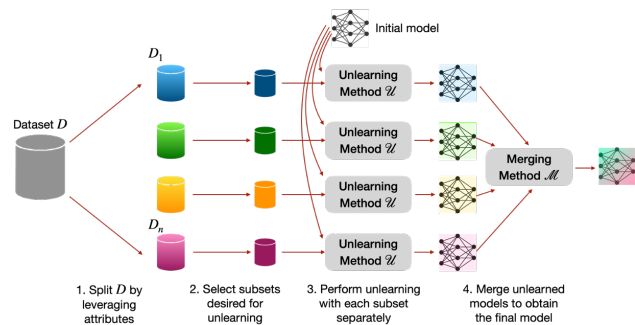 Initial model
D₁
Unlearning
Method 𝒰
Dataset D
Unlearning
Method 𝒰
Merging
Method ℳ
Unlearning
Method 𝒰
Dₙ
Unlearning
Method 𝒰
1. Split D by
leveraging
attributes
2. Select subsets
desired for
unlearning
3. Perform unlearning
with each subset
separately
4. Merge unlearned
models to obtain
the final model